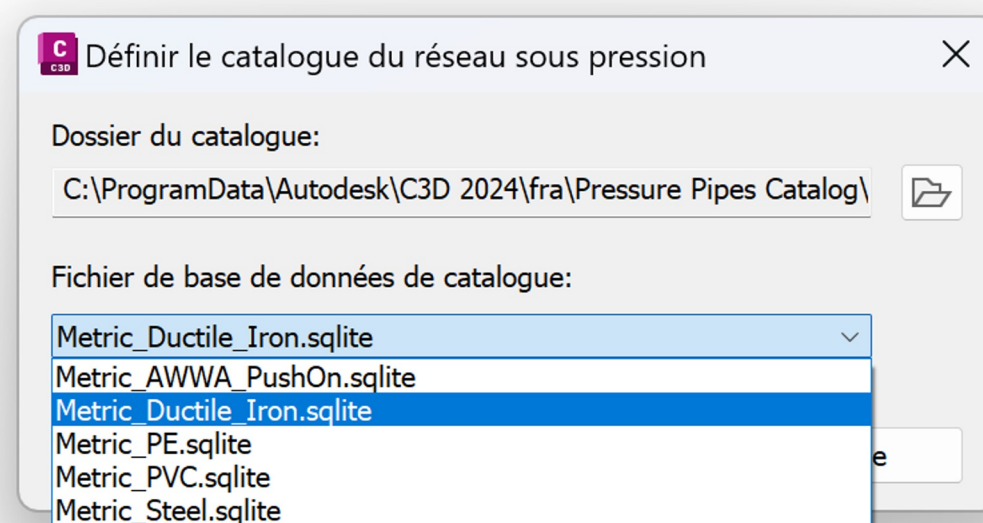 C
C3D
Définir le catalogue du réseau sous pression
Dossier du catalogue:
C:\ProgramData\Autodesk\C3D 2024\fra\Pressure Pipes Catalog\
Fichier de base de données de catalogue:
Metric_Ductile_Iron.sqlite
Metric_AWWA_PushOn.sqlite
Metric_Ductile_Iron.sqlite
Metric_PE.sqlite
Metric_PVC.sqlite
Metric_Steel.sqlite